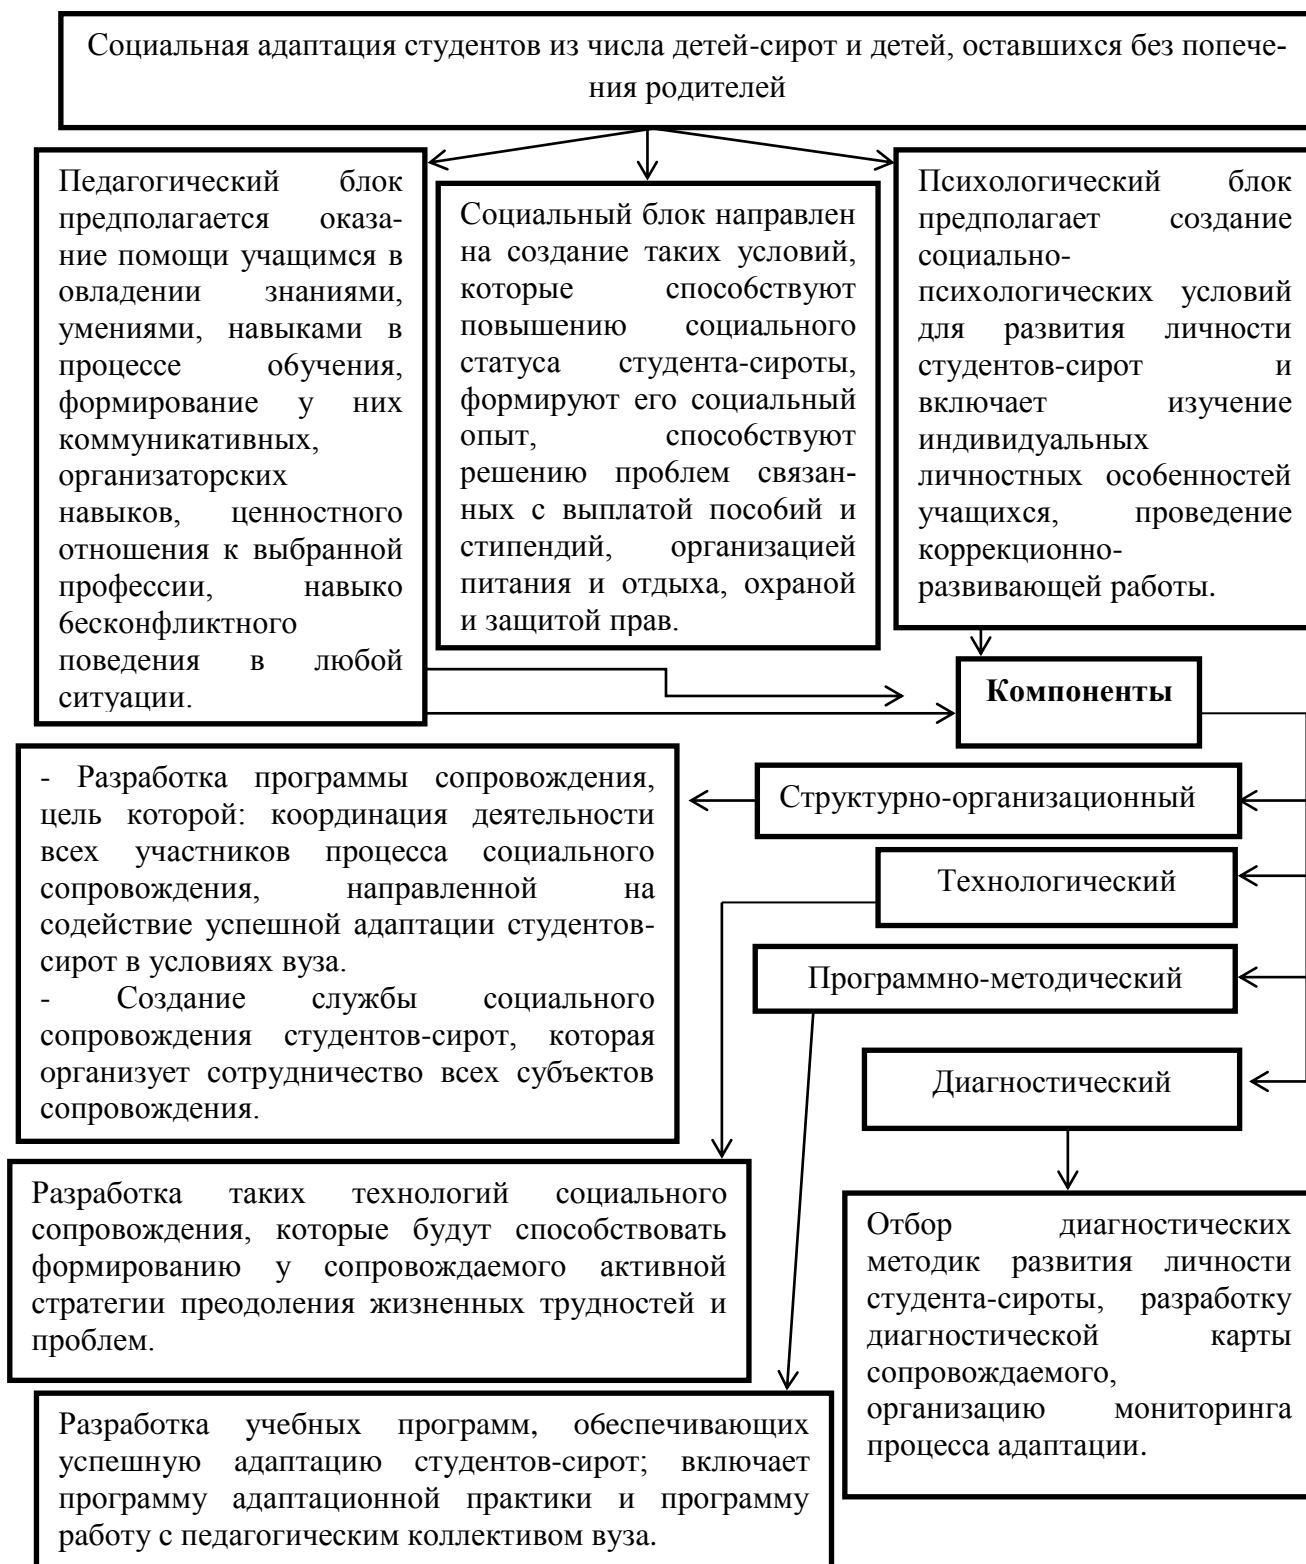 Социальная адаптация студентов из числа детей-сирот и детей, оставшихся без попече-
ния родителей
Педагогический блок
предполагается оказа-
ние помощи учащимся в
овладении знаниями,
умениями, навыками в
процессе обучения,
формирование у них
коммуникативных,
организаторских
навыков, ценностного
отношения к выбранной
профессии, навыко
бесконфликтного
поведения в любой
ситуации.
Социальный блок направлен
на создание таких условий,
которые способствуют
повышению социального
статуса студента-сироты,
формируют его социальный
опыт, способствуют
решению проблем связан-
ных с выплатой пособий и
стипендий, организацией
питания и отдыха, охраной
и защитой прав.
Психологический блок
предполагает создание
социально-
психологических условий
для развития личности
студентов-сирот и
включает изучение
индивидуальных
личностных особенностей
учащихся, проведение
коррекционно-
развивающей работы.
Компоненты
- Разработка программы сопровождения,
цель которой: координация деятельности
всех участников процесса социального
сопровождения, направленной на
содействие успешной адаптации студентов-
сирот в условиях вуза.
- Создание службы социального
сопровождения студентов-сирот, которая
организует сотрудничество всех субъектов
сопровождения.
Структурно-организационный
Технологический
Программно-методический
Диагностический
Разработка таких технологий социального
сопровождения, которые будут способствовать
формированию у сопровождаемого активной
стратегии преодоления жизненных трудностей и
проблем.
Отбор диагностических
методик развития личности
студента-сироты, разработку
диагностической карты
сопровождаемого,
организацию мониторинга
процесса адаптации.
Разработка учебных программ, обеспечивающих
успешную адаптацию студентов-сирот; включает
программу адаптационной практики и программу
работу с педагогическим коллективом вуза.